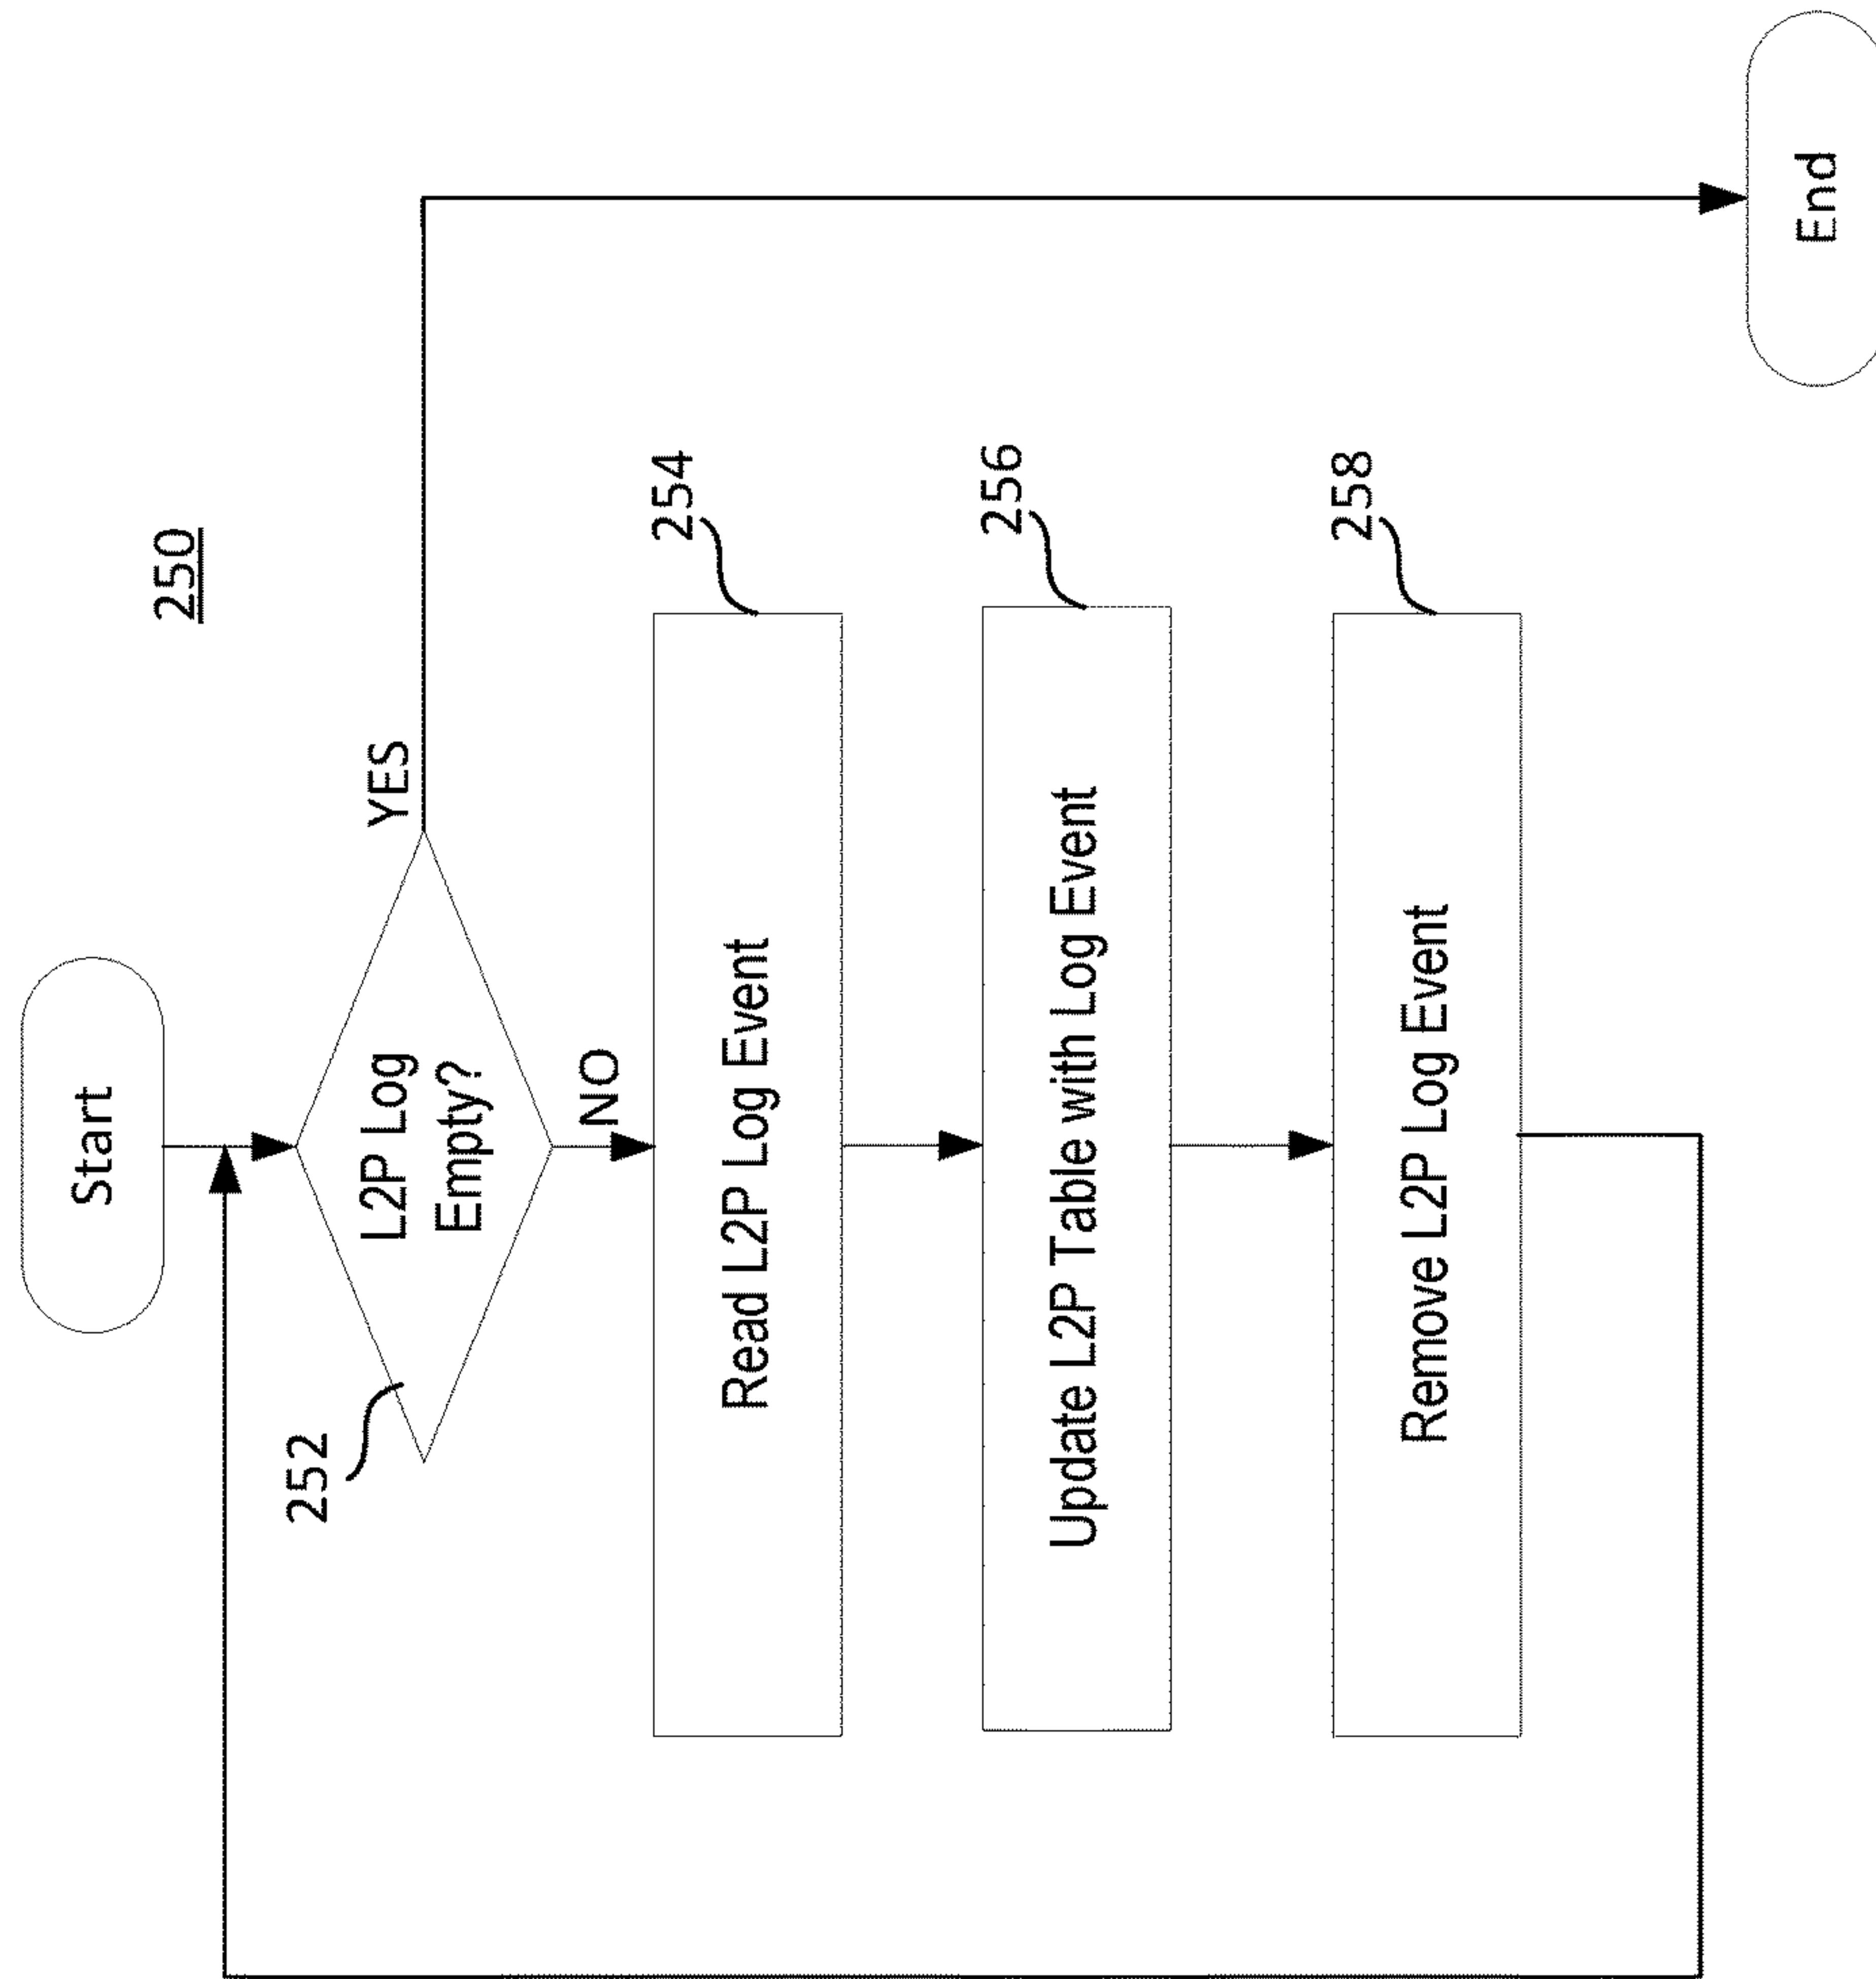 250
Start
252
L2P Log
Empty?
YES
NO
Read L2P Log Event
254
Update L2P Table with Log Event
256
Remove L2P Log Event
258
End